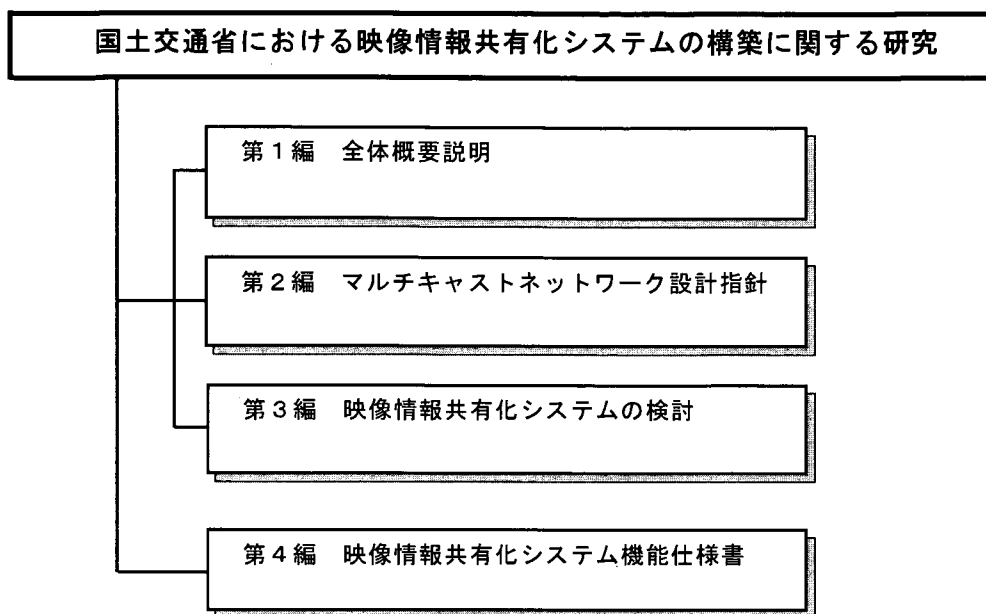 国土交通省における映像情報共有化システムの構築に関する研究
第1編　全体概要説明
第2編　マルチキャストネットワーク設計指針
第3編　映像情報共有化システムの検討
第4編　映像情報共有化システム機能仕様書